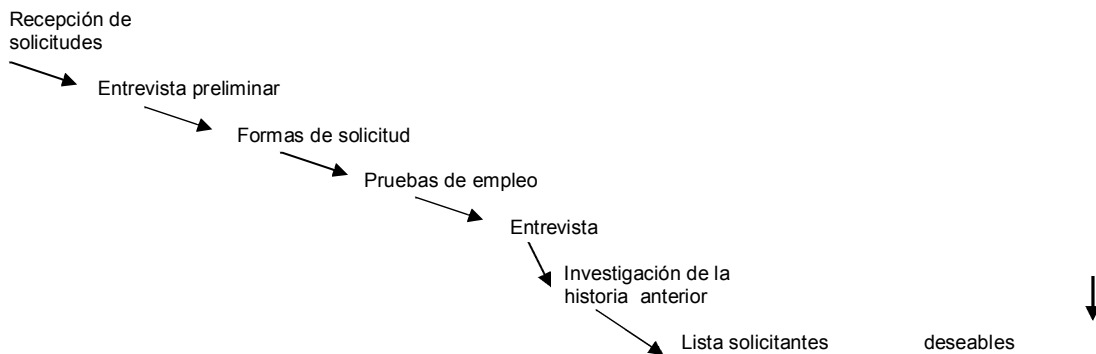 Recepción de
solicitudes
Entrevista preliminar
Formas de solicitud
Pruebas de empleo
Entrevista
Investigación de la
historia anterior
Lista solicitantes deseables